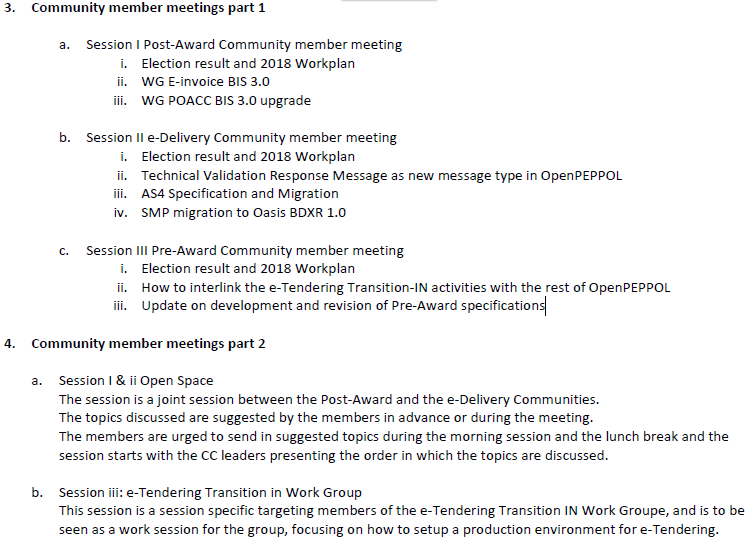 3. Community member meetings part 1
a. Session I Post-Award Community member meeting
i. Election result and 2018 Workplan
ii. WG E-invoice BIS 3.0
iii. WG POACC BIS 3.0 upgrade
b. Session II e-Delivery Community member meeting
i. Election result and 2018 Workplan
ii. Technical Validation Response Message as new message type in OpenPEPPOL
iii. AS4 Specification and Migration
iv. SMP migration to Oasis BDXR 1.0
c. Session III Pre-Award Community member meeting
i. Election result and 2018 Workplan
ii. How to interlink the e-Tendering Transition-IN activities with the rest of OpenPEPPOL
iii. Update on development and revision of Pre-Award specifications
4. Community member meetings part 2
a. Session I & ii Open Space
The session is a joint session between the Post-Award and the e-Delivery Communities.
The topics discussed are suggested by the members in advance or during the meeting.
The members are urged to send in suggested topics during the morning session and the lunch break and the
session starts with the CC leaders presenting the order in which the topics are discussed.
b. Session iii: e-Tendering Transition in Work Group
This session is a session specific targeting members of the e-Tendering Transition IN Work Groupe, and is to be
seen as a work session for the group, focusing on how to setup a production environment for e-Tendering.